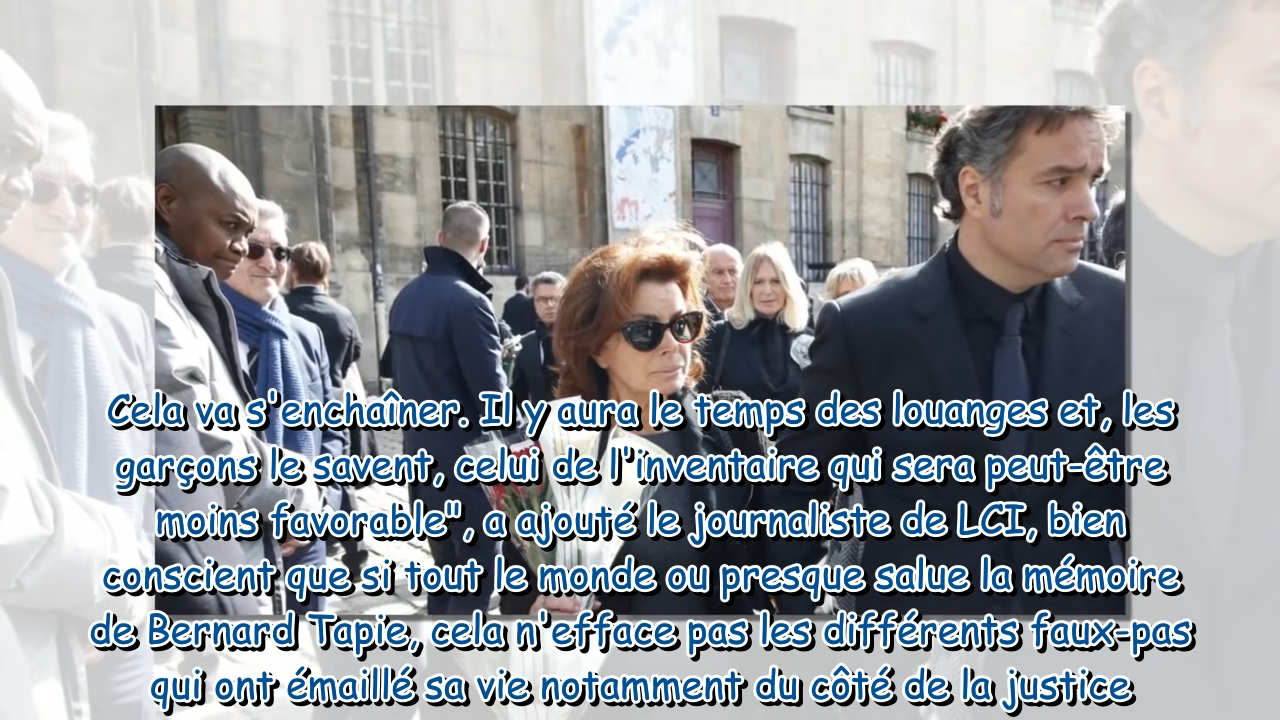 Cela va s'enchaîner. Il y aura le temps des louanges et, les
garçons le savent, celui de l'inventaire qui sera peut-être
moins favorable", a ajouté le journaliste de LCI, bien
conscient que si tout le monde ou presque salue la mémoire
de Bernard Tapie, cela n'efface pas les différents faux-pas
qui ont émaillé sa vie notamment du côté de la justice